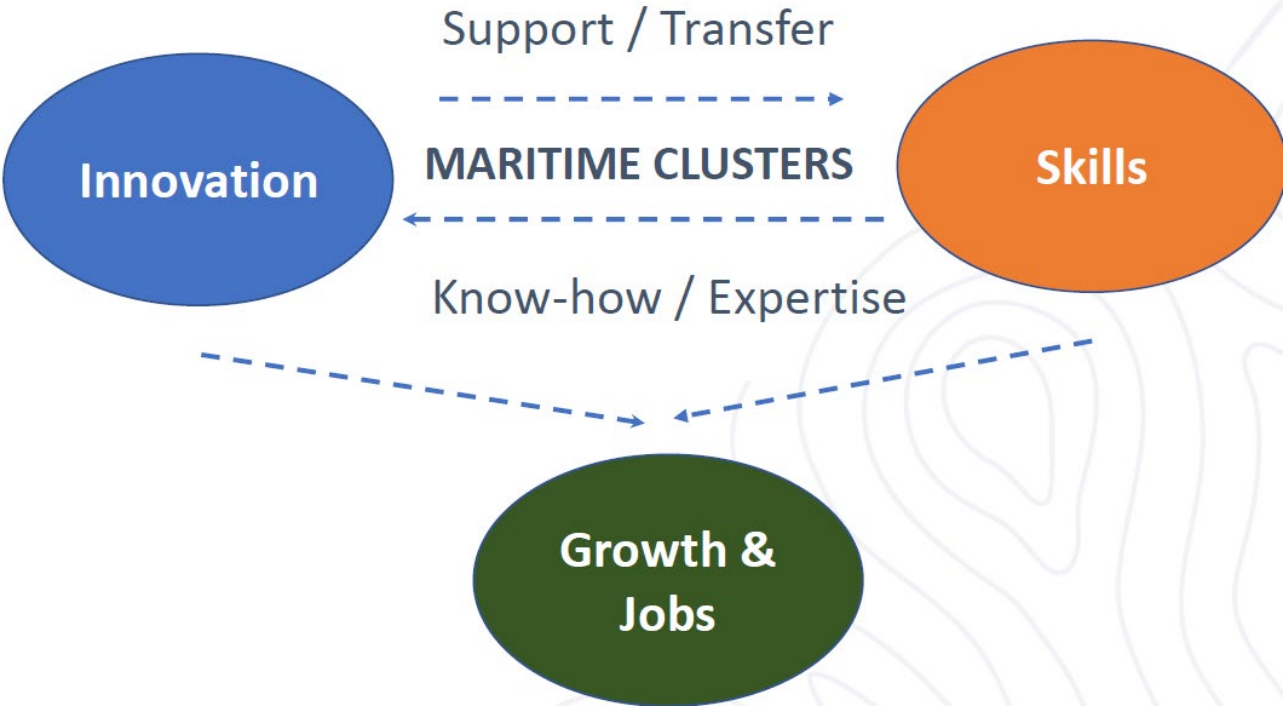 Support / Transfer
Innovation
MARITIME CLUSTERS
Skills
Know-how / Expertise
Growth &
Jobs